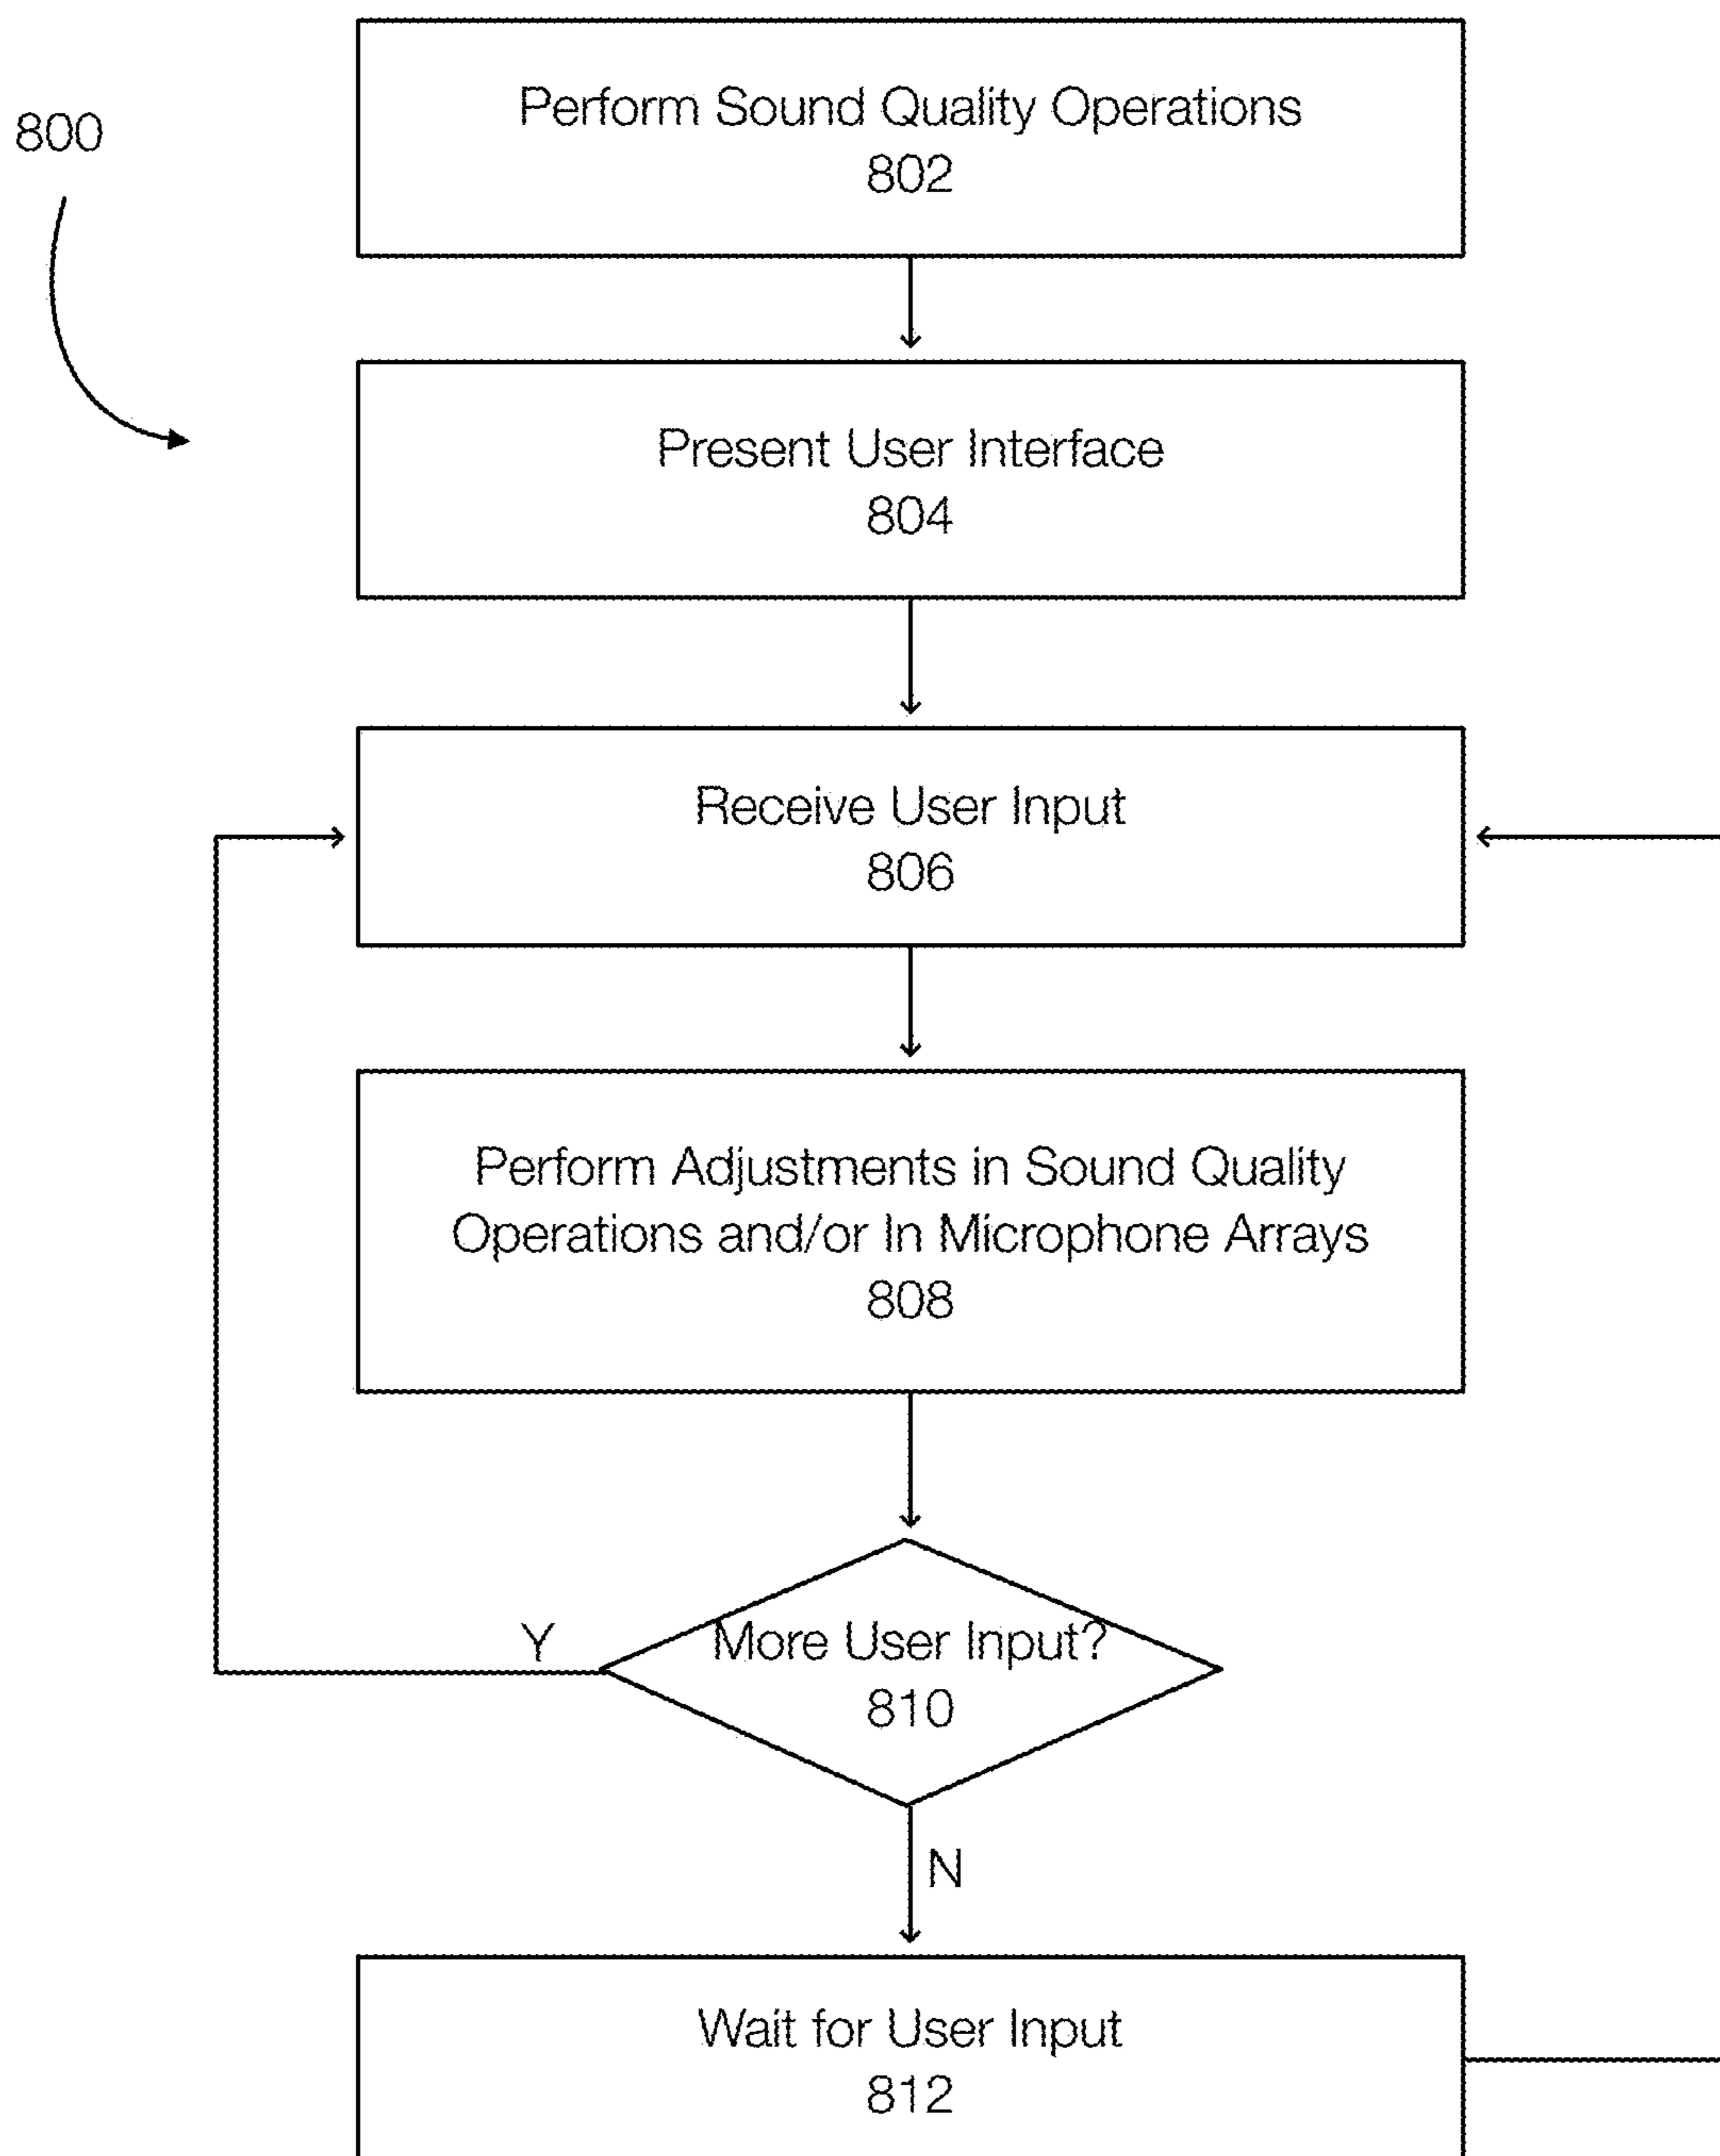 800
Perform Sound Quality Operations
802
Present User Interface
804
Receive User Input
806
Perform Adjustments in Sound Quality
Operations and/or In Microphone Arrays
808
Y
More User Input?
810
N
Wait for User Input
812